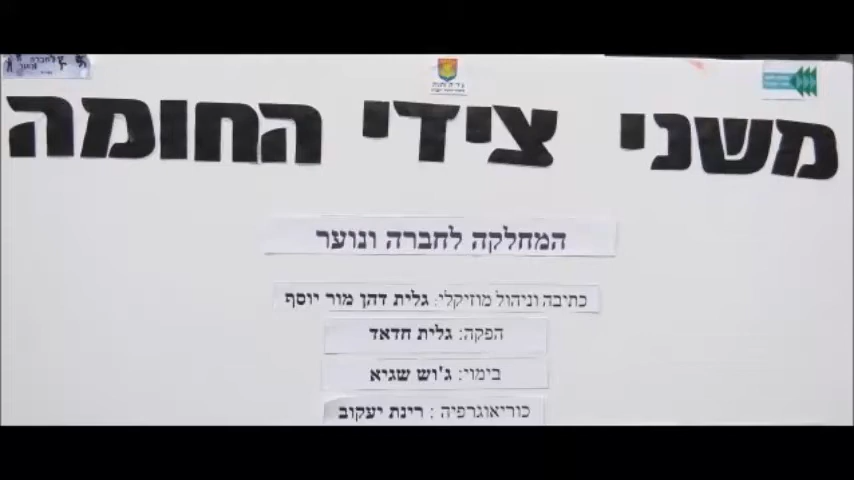 משני צידי החומה
המחלקה לחברה ונוער
כתיבה וניהול מוזיקלי: גלית דהן מור יוסף
הפקה: גלית חדאד
בימוי: ג'וש שגיא
כוריאוגרפיה : רינת יעקוב